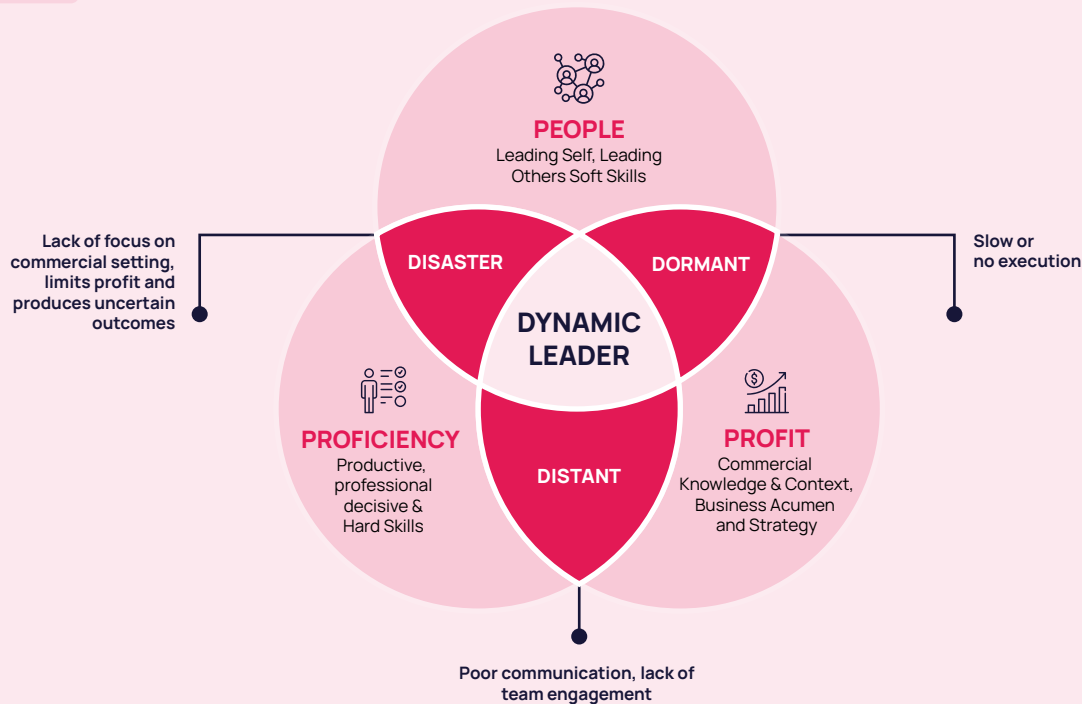 PEOPLE
Leading Self, Leading
Others Soft Skills
Lack of focus on
commercial setting,
limits profit and
produces uncertain
outcomes
DISASTER
DORMANT
Slow or
no execution
DYNAMIC
LEADER
PROFICIENCY
Productive,
professional
decisive &
Hard Skills
DISTANT
$
PROFIT
Commercial
Knowledge & Context,
Business Acumen
and Strategy
Poor communication, lack of
team engagement